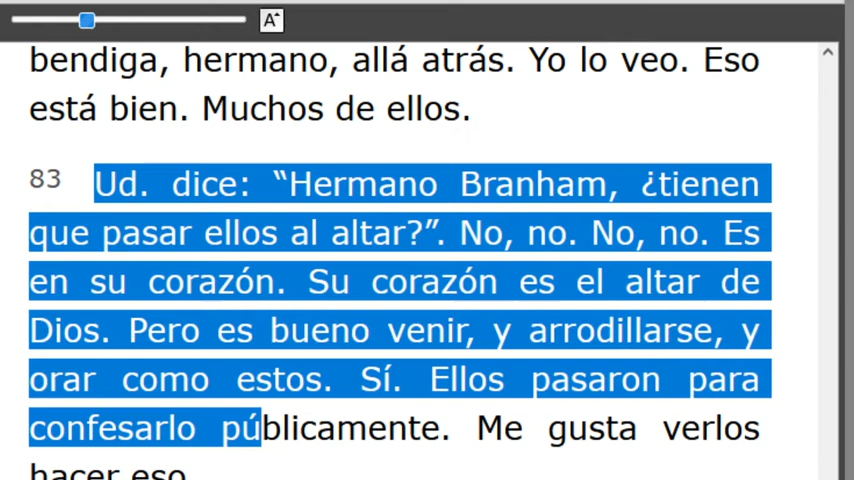 A
bendiga, hermano, allá atrás. Yo lo veo. Eso
está bien. Muchos de ellos.
83 Ud. dice: “Hermano Branham, ¿tienen
que pasar ellos al altar?”. No, no. No, no. Es
en su corazón. Su corazón es el altar de
Dios. Pero es bueno venir, y arrodillarse, y
orar como estos. Sí. Ellos pasaron para
confesarlo públicamente. Me gusta verlos
hacer eso.